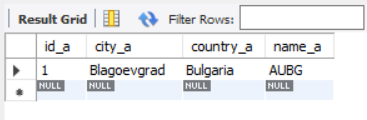 Result Grid Filter Rows:
id_a city_a country_a name_a
1 Blagoevgrad Bulgaria AUBG
NULL NULL NULL NULL